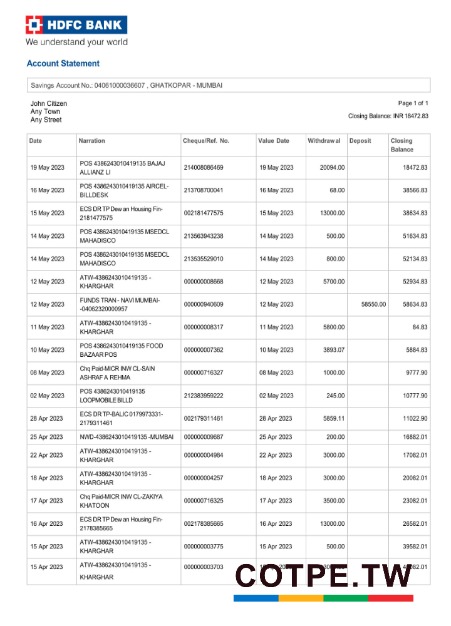 HDFC BANK
We understand your world
Account Statement
Savings Account No.: 04061000036607 , GHATKOPAR - MUMBAI
John Citizen
Any Town
Any Street
Page 1 of 1
Closing Balance: INR 18472.83
Date Narration Cheque/Ref. No. Value Date Withdrawal Deposit Closing
Balance
19 May 2023 POS 4386243010419135 BAJAJ 214008086469 19 May 2023 20094.00 18472.83
ALLIANZ LI
16 May 2023 POS 4386243010419135 AIRCEL- 213708700041 16 May 2023 68.00 38566.83
BILLDESK
15 May 2023 ECS DR TP Dewan Housing Fin- 002181477575 15 May 2023 13000.00 38634.83
2181477575
14 May 2023 POS 4386243010419135 MSEDCL 213563943238 14 May 2023 500.00 51634.83
MAHADISCO
14 May 2023 POS 4386243010419135 MSEDCL 213535529010 14 May 2023 800.00 52134.83
MAHADISCO
12 May 2023 ATW-4386243010419135 - 000000008668 12 May 2023 5700.00 52934.83
KHARGHAR
12 May 2023 FUNDS TRAN - NAVI MUMBAI- 000000940609 12 May 2023 58550.00 58634.83
-04062320000957
11 May 2023 ATW-4386243010419135 - 000000008317 11 May 2023 5800.00 84.83
KHARGHAR
10 May 2023 POS 4386243010419135 FOOD 000000007362 10 May 2023 3893.07 5884.83
BAZAAR POS
08 May 2023 Chq Paid-MICR INW CL-SAIN 000000716327 08 May 2023 1000.00 9777.90
ASHRAF A REHMA
02 May 2023 POS 4386243010419135 212383959222 02 May 2023 245.00 10777.90
LOOPMOBILE BILLD
28 Apr 2023 ECS DR TP-BALIC 0179973331- 002179311461 28 Apr 2023 5859.11 11022.90
2179311461
25 Apr 2023 NWD-4386243010419135 -MUMBAI 000000009687 25 Apr 2023 200.00 16882.01
22 Apr 2023 ATW-4386243010419135 - 000000004984 22 Apr 2023 3000.00 17082.01
KHARGHAR
18 Apr 2023 ATW-4386243010419135 - 000000004257 18 Apr 2023 3000.00 20082.01
KHARGHAR
17 Apr 2023 Chq Paid-MICR INW CL-ZAKIYA 000000716325 17 Apr 2023 3500.00 23082.01
KHATOON
16 Apr 2023 ECS DR TP Dewan Housing Fin- 002178385665 16 Apr 2023 13000.00 26582.01
2178385665
15 Apr 2023 ATW-4386243010419135 - 000000003775 15 Apr 2023 500.00 39582.01
KHARGHAR
15 Apr 2023 ATW-4386243010419135 - 000000003703
KHARGHAR
COTPE.TW